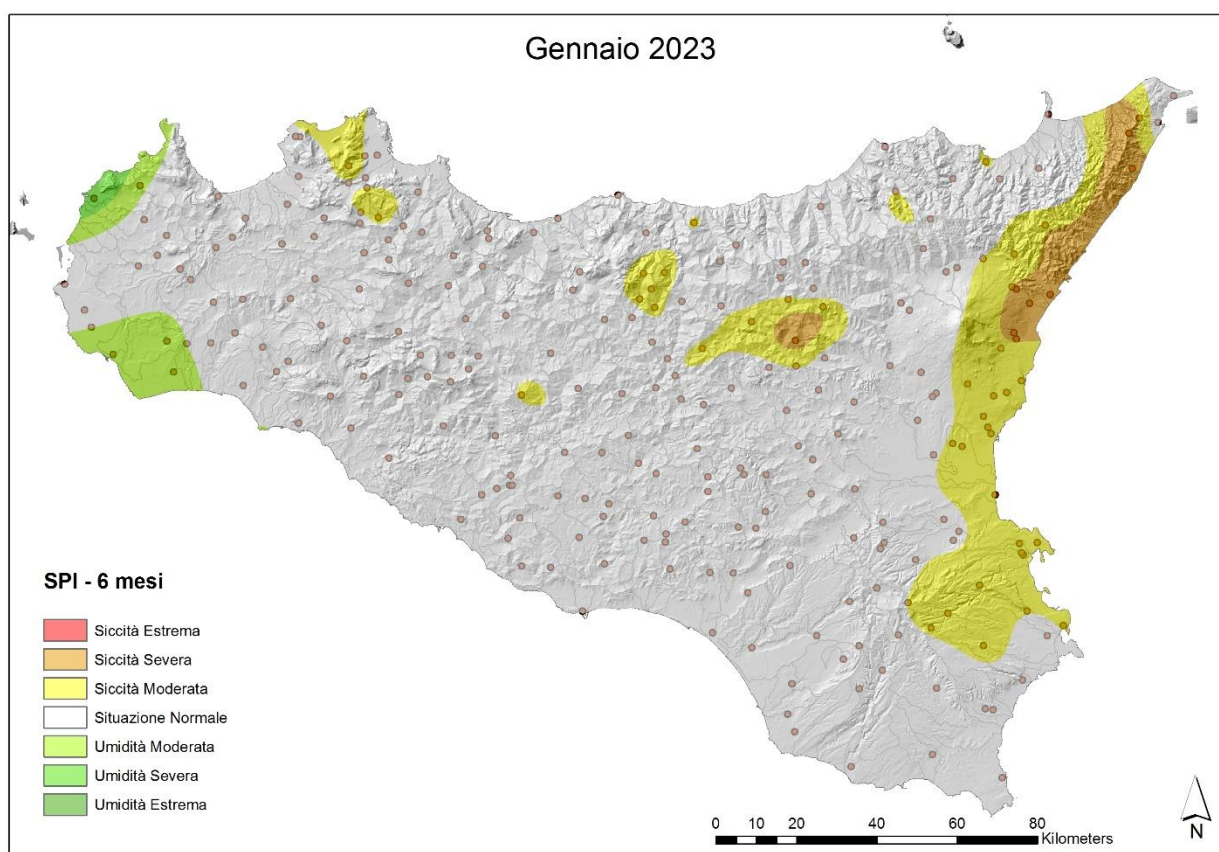 Gennaio 2023
SPI - 6 mesi
Siccità Estrema
Siccità Severa
Siccità Moderata
Situazione Normale
Umidità Moderata
Umidità Severa
Umidità Estrema
0 10 20 40 60 80
Kilometers
N